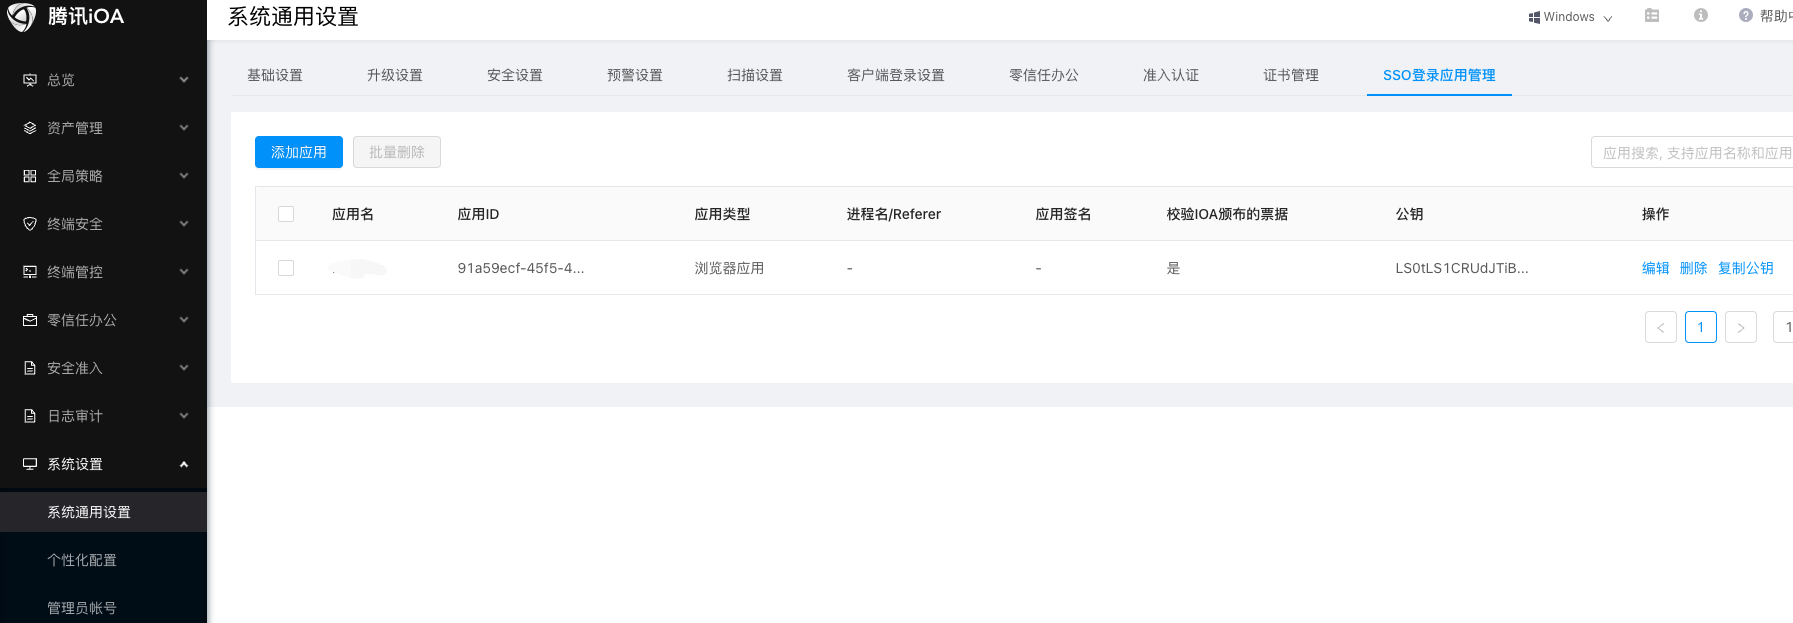 腾讯iOA
系统通用设置
Windows
帮助
总览
资产管理
全局策略
终端安全
终端管控
零信任办公
安全准入
日志审计
系统设置
系统通用设置
个性化配置
管理员帐号
基础设置 升级设置 安全设置 预警设置 扫描设置 客户端登录设置 零信任办公 准入认证 证书管理 SSO登录应用管理
添加应用 批量删除
应用搜索, 支持应用名称和应用
应用名 应用ID 应用类型 进程名/Referer 应用签名 校验IOA颁布的票据 公钥 操作
91a59ecf-45f5-4... 浏览器应用 - - 是 LS0tLS1CRUdJTiB... 编辑 删除 复制公钥
< 1 > 1